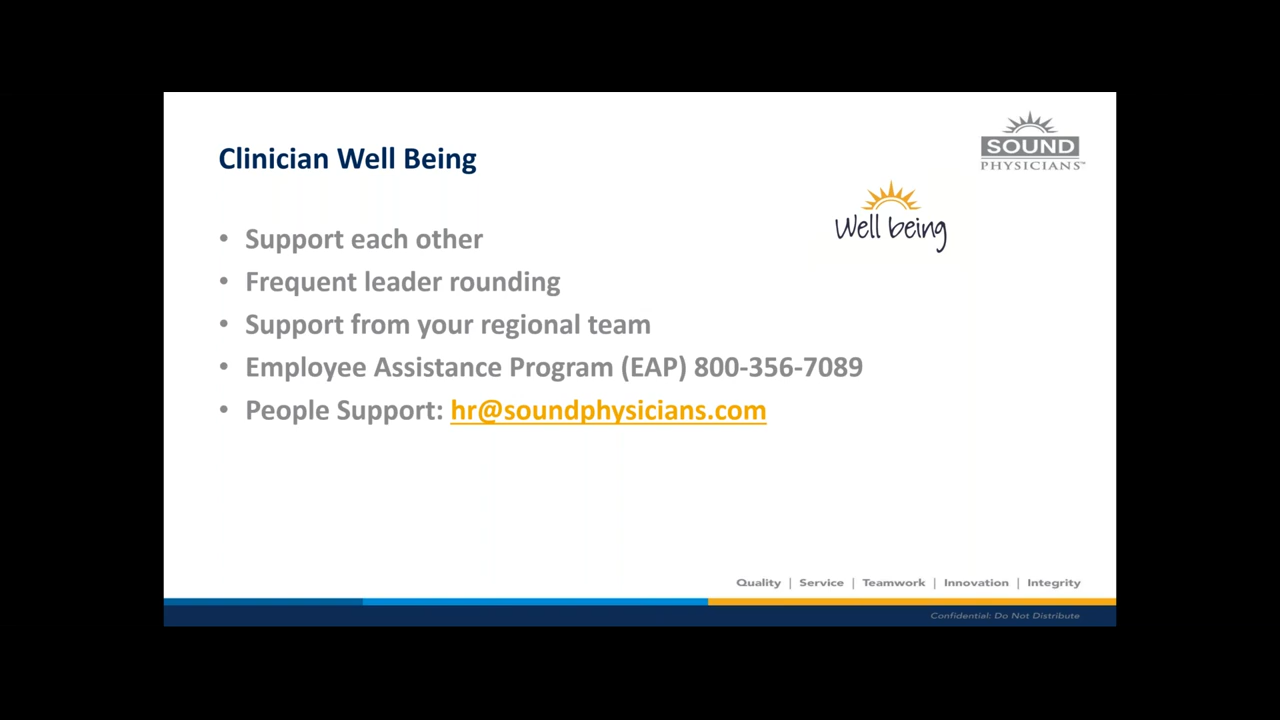 SOUND
PHYSICIANS™
Clinician Well Being
Well being
• Support each other
• Frequent leader rounding
• Support from your regional team
• Employee Assistance Program (EAP) 800-356-7089
• People Support: hr@soundphysicians.com
Quality | Service | Teamwork | Innovation | Integrity
Confidential: Do Not Distribute